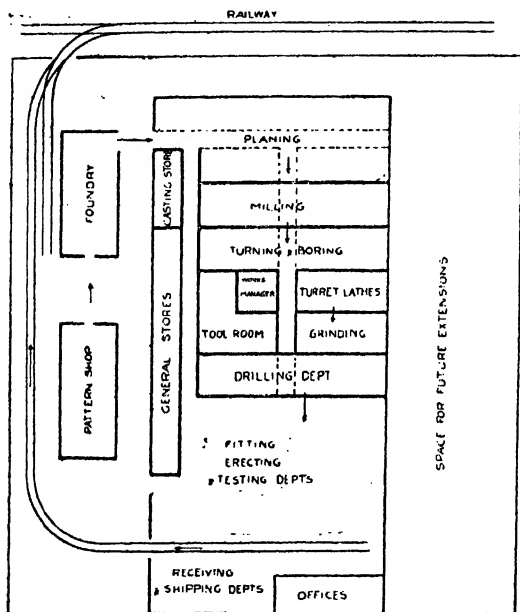 RAILWAY
PLANING
FOUNDRY
CASTING STORE
MILLING
TURNING & BORING
WORKS
MANAGER
TURRET LATHES
TOOL ROOM
GRINDING
GENERAL STORES
PATTERN SHOP
DRILLING DEPT
FITTING
ERECTING
& TESTING DEPTS
SPACE FOR FUTURE EXTENSIONS
RECEIVING
& SHIPPING DEPTS
OFFICES